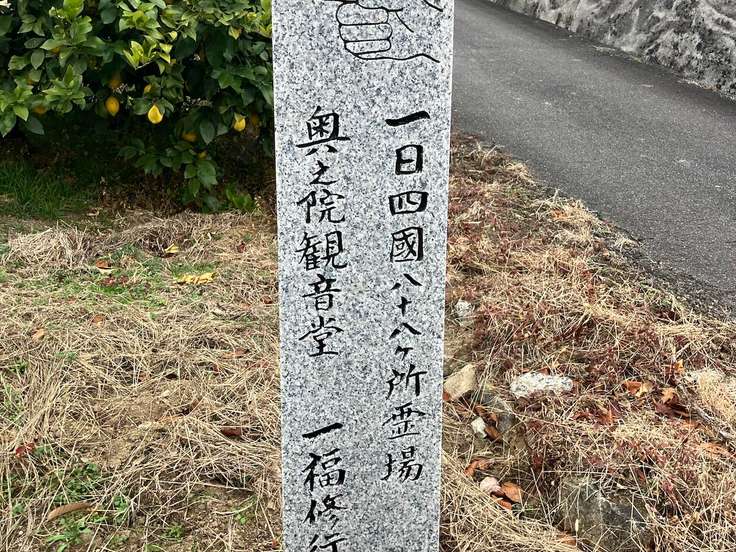 一日四國八十八ヶ所霊場
奥之院観音堂 一福修行